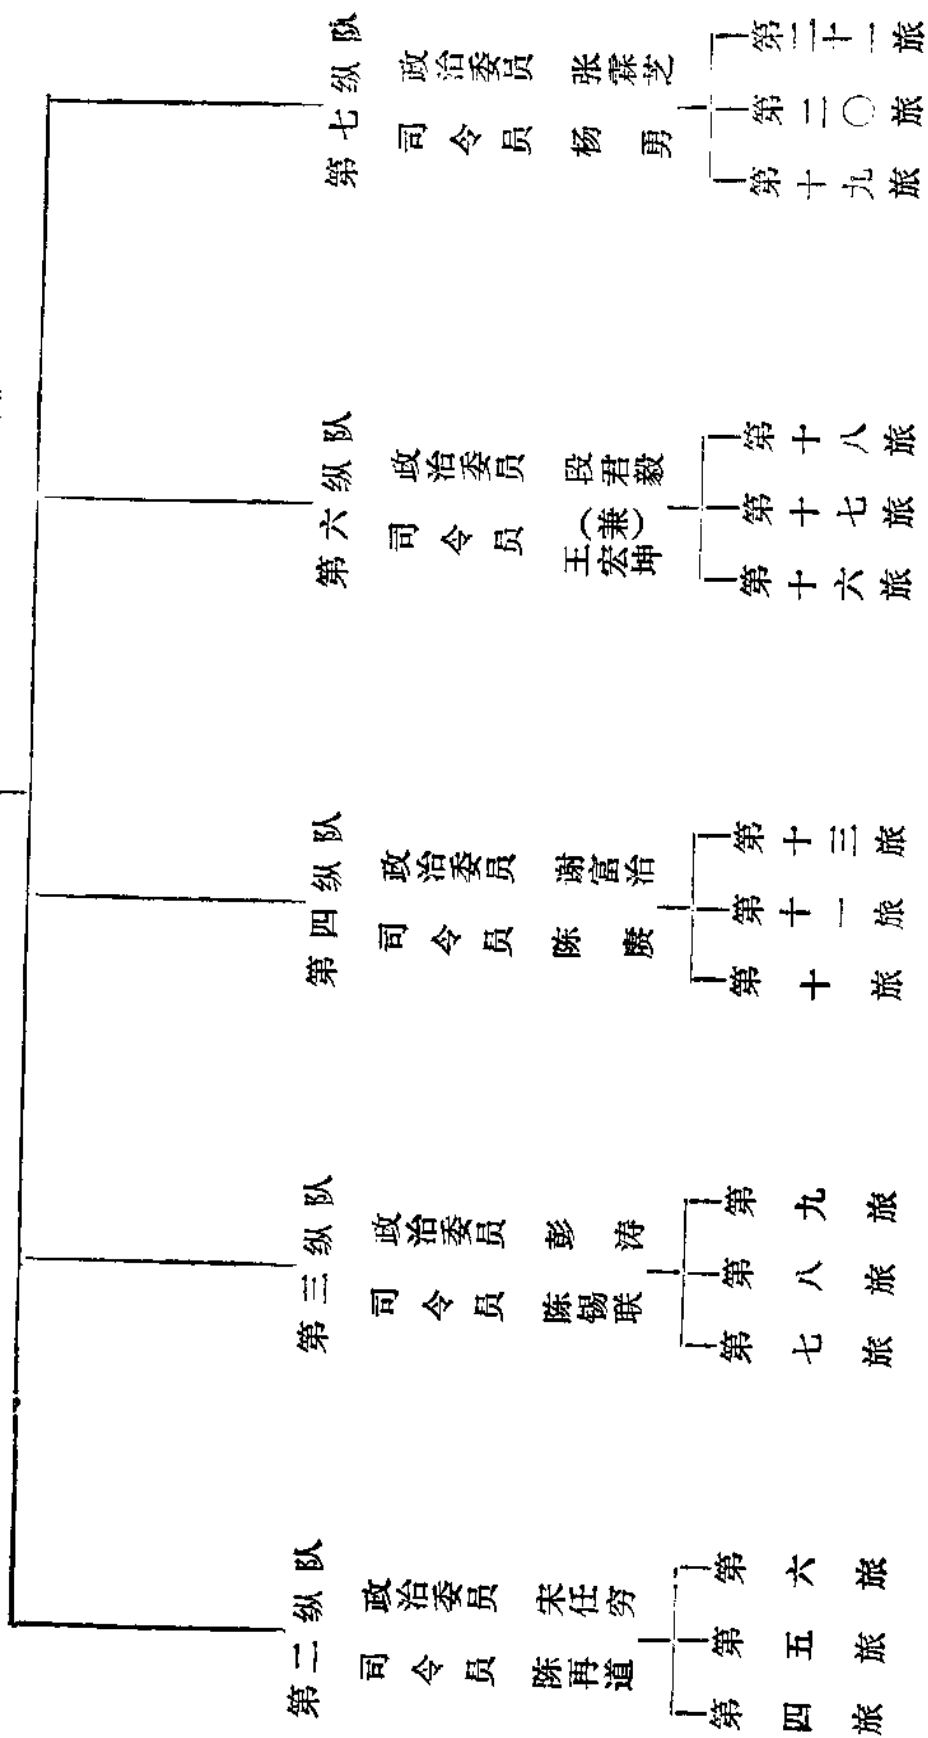 第二纵队
司令员 陈再道
政治委员 宋任穷
第四旅
第五旅
第六旅
第三纵队
司令员 陈锡联
政治委员 彭涛
第七旅
第八旅
第九旅
第四纵队
司令员 陈赓
政治委员 谢富治
第十旅
第十一旅
第十三旅
第六纵队
司令员 王宏坤(兼)
政治委员 段君毅
第十六旅
第十七旅
第十八旅
第七纵队
司令员 杨勇
政治委员 张霖芝
第十九旅
第二〇旅
第二十一旅